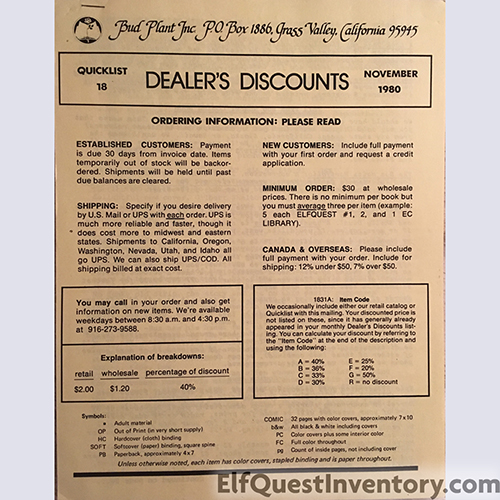 Bud Plant Inc. P.O. Box 1886, Grass Valley, California 95945
QUICKLIST
18
DEALER'S DISCOUNTS
NOVEMBER
1980
ORDERING INFORMATION: PLEASE READ
ESTABLISHED CUSTOMERS: Payment
is due 30 days from invoice date. Items
temporarily out of stock will be backor-
dered. Shipments will be held until past
due balances are cleared.
SHIPPING: Specify if you desire delivery
by U.S. Mail or UPS with each order. UPS is
much more reliable and faster, though it
* does cost more to midwest and eastern
states. Shipments to California, Oregon,
Washington, Nevada, Utah, and Idaho all
go UPS. We can also ship UPS/COD. All
shipping billed at exact cost.
NEW CUSTOMERS: Include full payment
with your first order and request a credit
application.
MINIMUM ORDER: $30 at wholesale
prices. There is no minimum per book but
you must average three per item (example:
5 each ELFQUEST #1, 2, and 1 EC
LIBRARY).
CANADA & OVERSEAS: Please include
full payment with your order. Include for
shipping: 12% under $50, 7% over $50.
You may call in your order and also get
information on new items. We're available
weekdays between 8:30 a.m. and 4:30 p.m.
at 916-273-9588.
Explanation of breakdowns:
retail wholesale percentage of discount
$2.00 $1.20 40%
1831A: Item Code
We occasionally include either our retail catalog or
Quicklist with this mailing. Your discounted price is
not listed on these, since it has generally already
appeared in your monthly Dealer's Discounts list-
ing. You can calculate your discount by referring to
the "Item Code" at the end of the description and
using the following:
A = 40% E = 25%
B = 36% F = 20%
C = 33% G = 50%
D = 30% R = no discount
Symbols:
* Adult material
OP Out of Print (in very short supply)
HC Hardcover (cloth) binding
SOFT Softcover (paper) binding, square spine
PB Paperback, approximately 4x7
COMIC 32 pages with color covers, approximately 7x10
b&w All black & white including covers
PC Color covers plus some interior color
FC Full color throughout
pg Count of inside pages, not including cover
Unless otherwise noted, each item has color covers, stapled binding and is paper throughout.
ElfQuestInventory.com